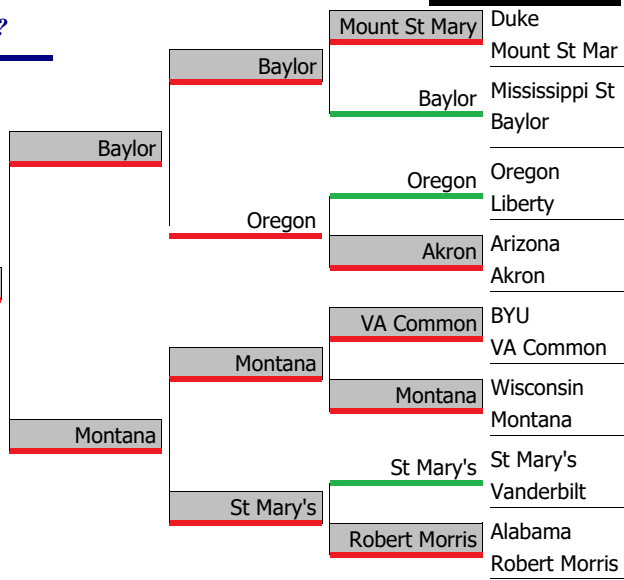 ?
Mount St Mary
Duke
Mount St Mar
Baylor
Baylor
Mississippi St
Baylor
Baylor
Oregon
Oregon
Liberty
Oregon
Akron
Arizona
Akron
VA Common
BYU
VA Common
Montana
Montana
Wisconsin
Montana
Montana
St Mary's
St Mary's
Vanderbilt
St Mary's
Robert Morris
Alabama
Robert Morris